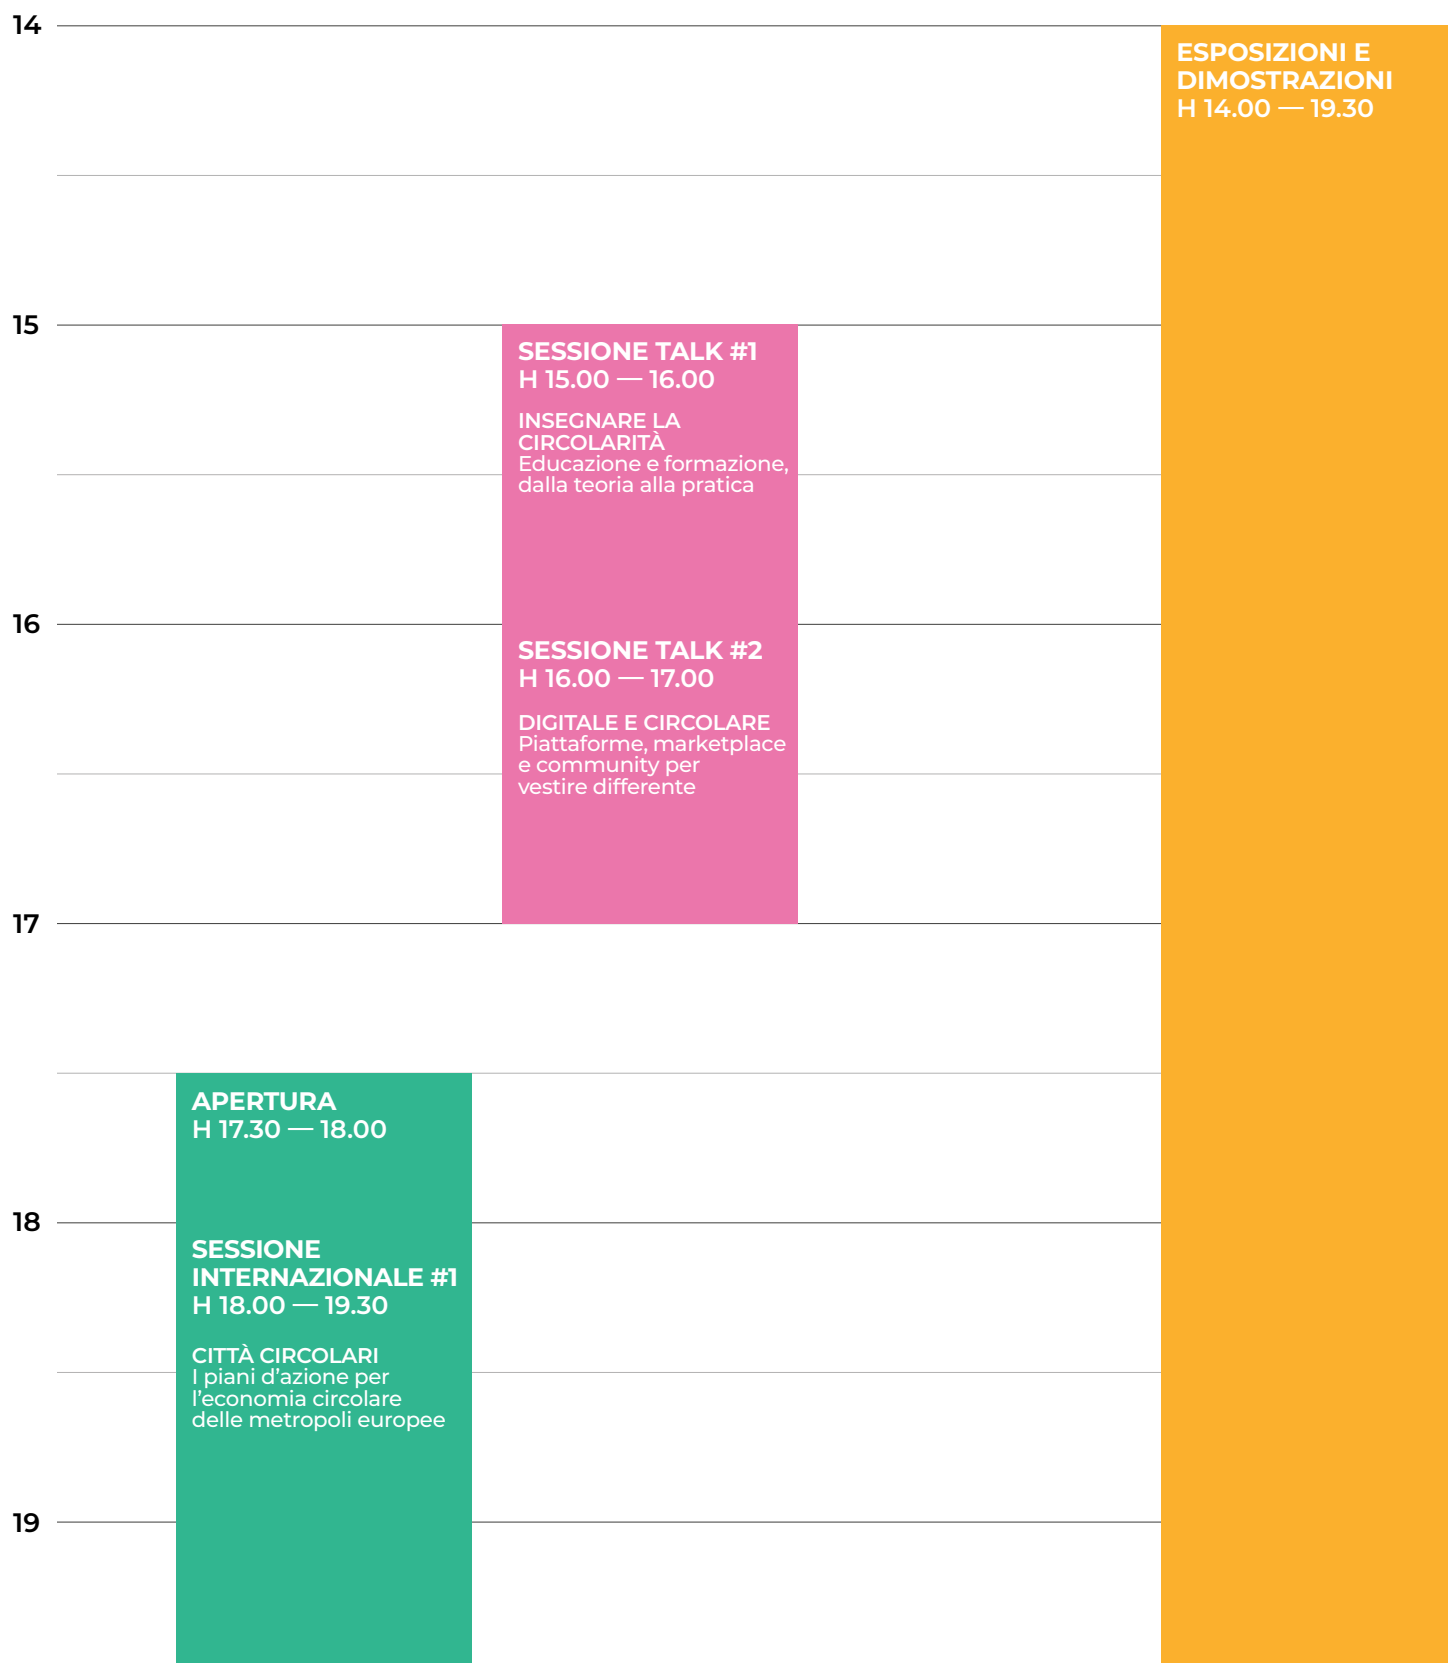 14
ESPOSIZIONI E
DIMOSTRAZIONI
H 14.00 — 19.30
15
SESSIONE TALK #1
H 15.00 — 16.00
INSEGNARE LA
CIRCOLARITÀ
Educazione e formazione,
dalla teoria alla pratica
16
SESSIONE TALK #2
H 16.00 — 17.00
DIGITALE E CIRCOLARE
Piattaforme, marketplace
e community per
vestire differente
17
APERTURA
H 17.30 — 18.00
18
SESSIONE
INTERNAZIONALE #1
H 18.00 — 19.30
CITTÀ CIRCOLARI
I piani d’azione per
l’economia circolare
delle metropoli europee
19